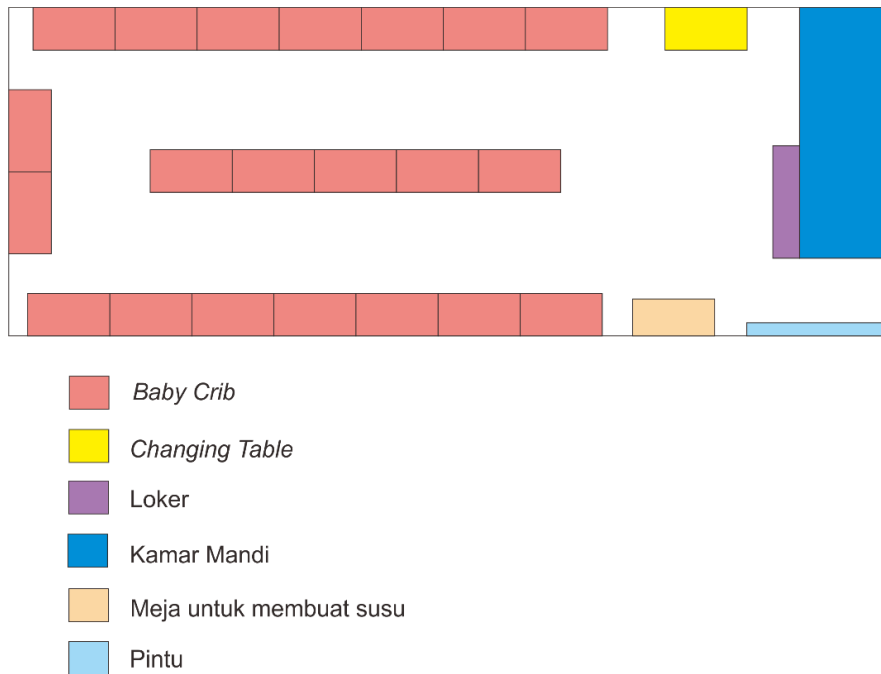 Baby Crib
Changing Table
Loker
Kamar Mandi
Meja untuk membuat susu
Pintu